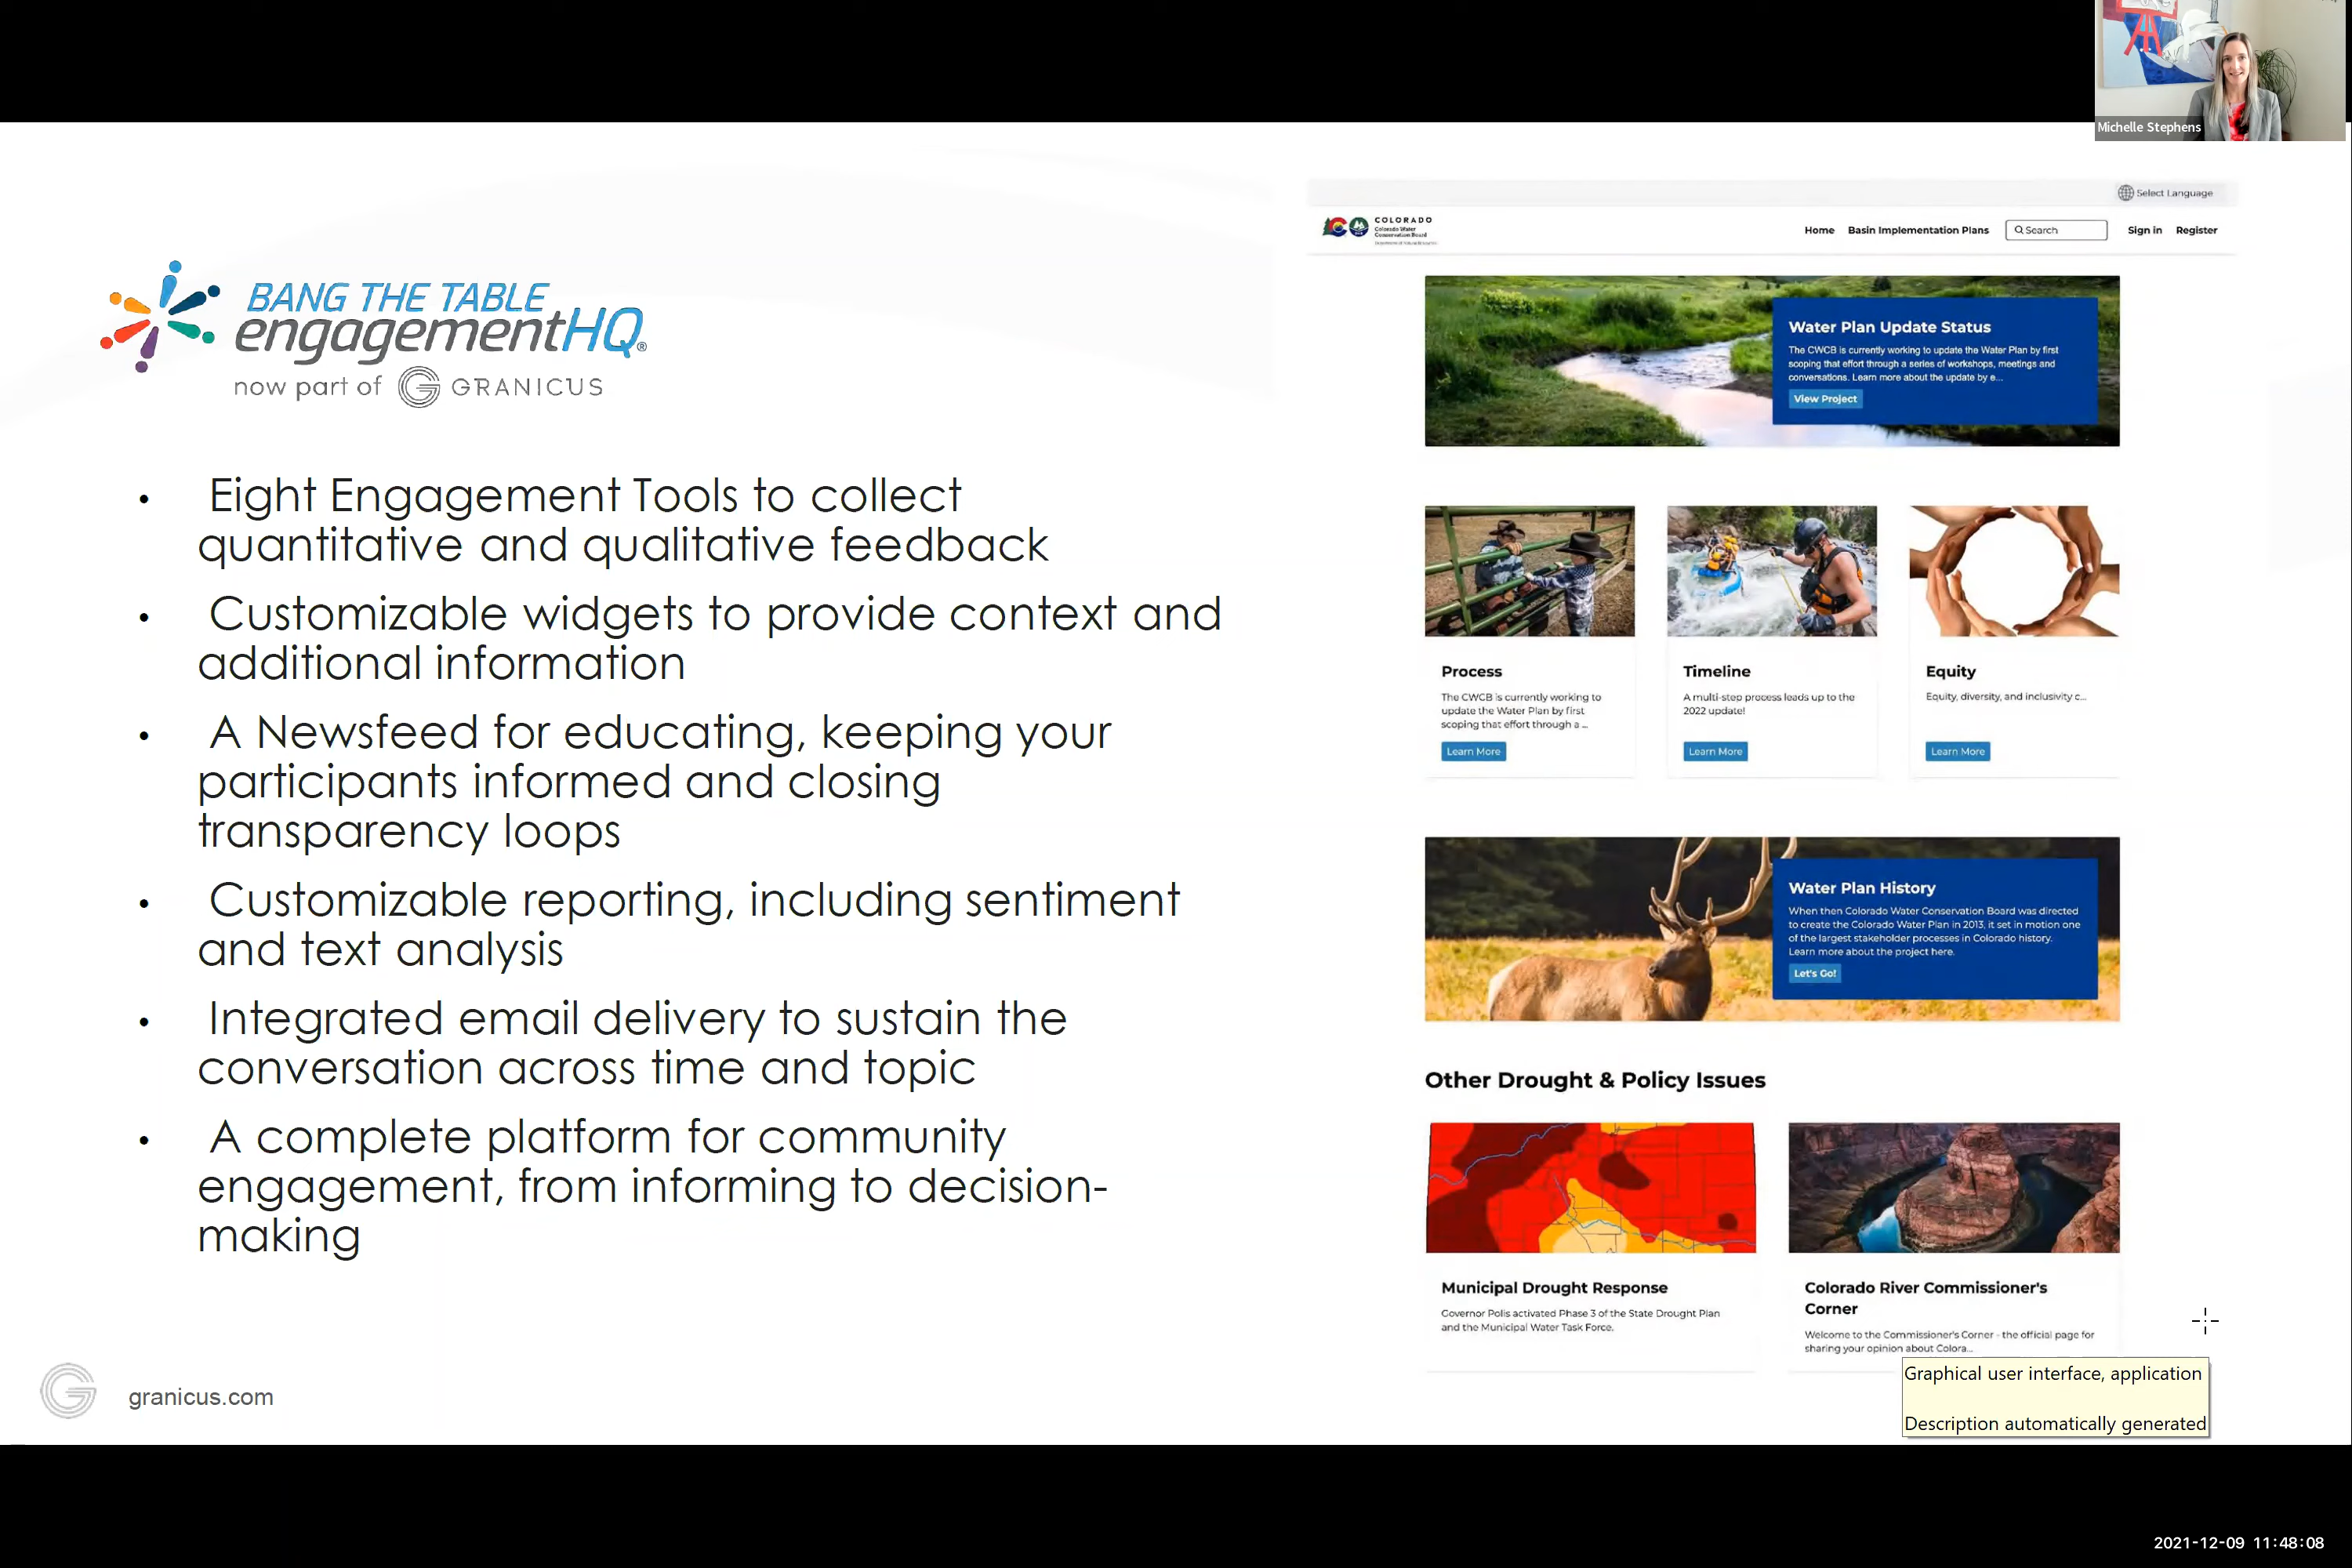 Michelle Stephens
BANG THE TABLE
engagementHQ®
now part of GRANICUS
• Eight Engagement Tools to collect
quantitative and qualitative feedback
• Customizable widgets to provide context and
additional information
• A Newsfeed for educating, keeping your
participants informed and closing
transparency loops
• Customizable reporting, including sentiment
and text analysis
• Integrated email delivery to sustain the
conversation across time and topic
• A complete platform for community
engagement, from informing to decision-
making
granicus.com
Select Language
COLORADO
Colorado Water
Conservation Board
Home Basin Implementation Plans Search Sign in Register
Water Plan Update Status
The CWCB is currently working to update the Water Plan by first
scoping that effort through a series of workshops, meetings and
conversations. Learn more about the update by e...
View Project
Process
The CWCB is currently working to
update the Water Plan by first
scoping that effort through a ...
Learn More
Timeline
A multi-step process leads up to the
2022 update!
Learn More
Equity
Equity, diversity, and inclusivity c...
Learn More
Water Plan History
When then Colorado Water Conservation Board was directed
to create the Colorado Water Plan in 2013, it set in motion one
of the largest stakeholder processes in Colorado history.
Learn more about the project here.
Let's Go!
Other Drought & Policy Issues
Municipal Drought Response
Governor Polis activated Phase 3 of the State Drought Plan
and the Municipal Water Task Force.
Colorado River Commissioner's
Corner
Welcome to the Commissioner's Corner - the official page for
sharing your opinion about Colora...
Graphical user interface, application
Description automatically generated
2021-12-09 11:48:08